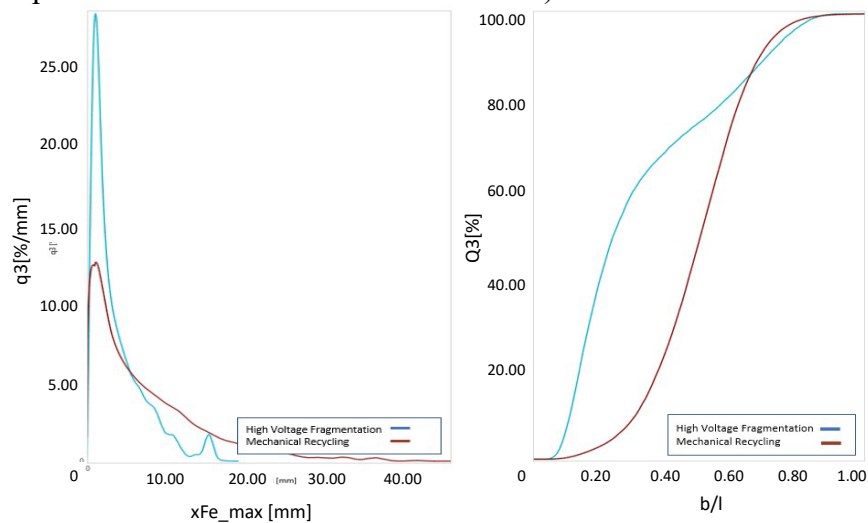 25.00
20.00
15.00
10.00
5.00
0
q3[%/mm]
q3 ['
High Voltage Fragmentation
Mechanical Recycling
0
10.00
20.00
[mm]
30.00
40.00
xFe_max [mm]
100.00
80.00
60.00
40.00
20.00
Q3[%]
High Voltage Fragmentation
Mechanical Recycling
0
0.20
0.40
0.60
0.80
1.00
b/l